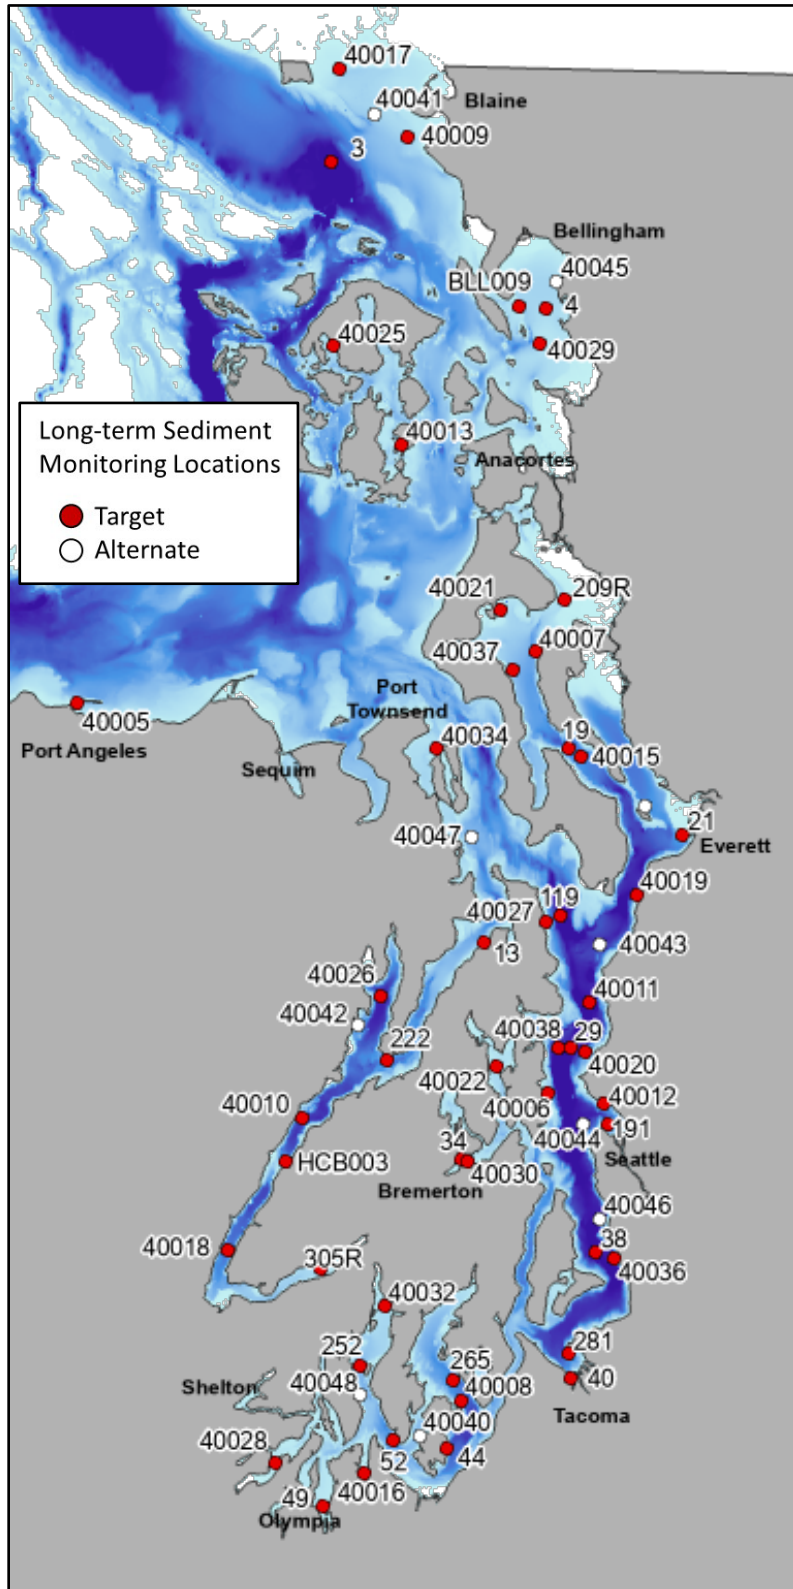 40017
40041
Blaine
40009
3
Bellingham
40045
BLL009
4
40025
40029
Long-term Sediment
Monitoring Locations
Target
Alternate
40013
Anacortes
40021
209R
40007
40037
Port
Townsend
40005
Port Angeles
40034
19
40015
Sequim
40047
21
Everett
40019
40027
119
40043
13
40026
40011
40042
222
40038
29
40020
40022
40006
40012
40010
40044
191
34
HCB003
40030
Seattle
Bremerton
40046
40018
38
305R
40036
40032
252
281
265
Shelton
40048
40008
40
40040
Tacoma
40028
52
44
49
40016
Olympia